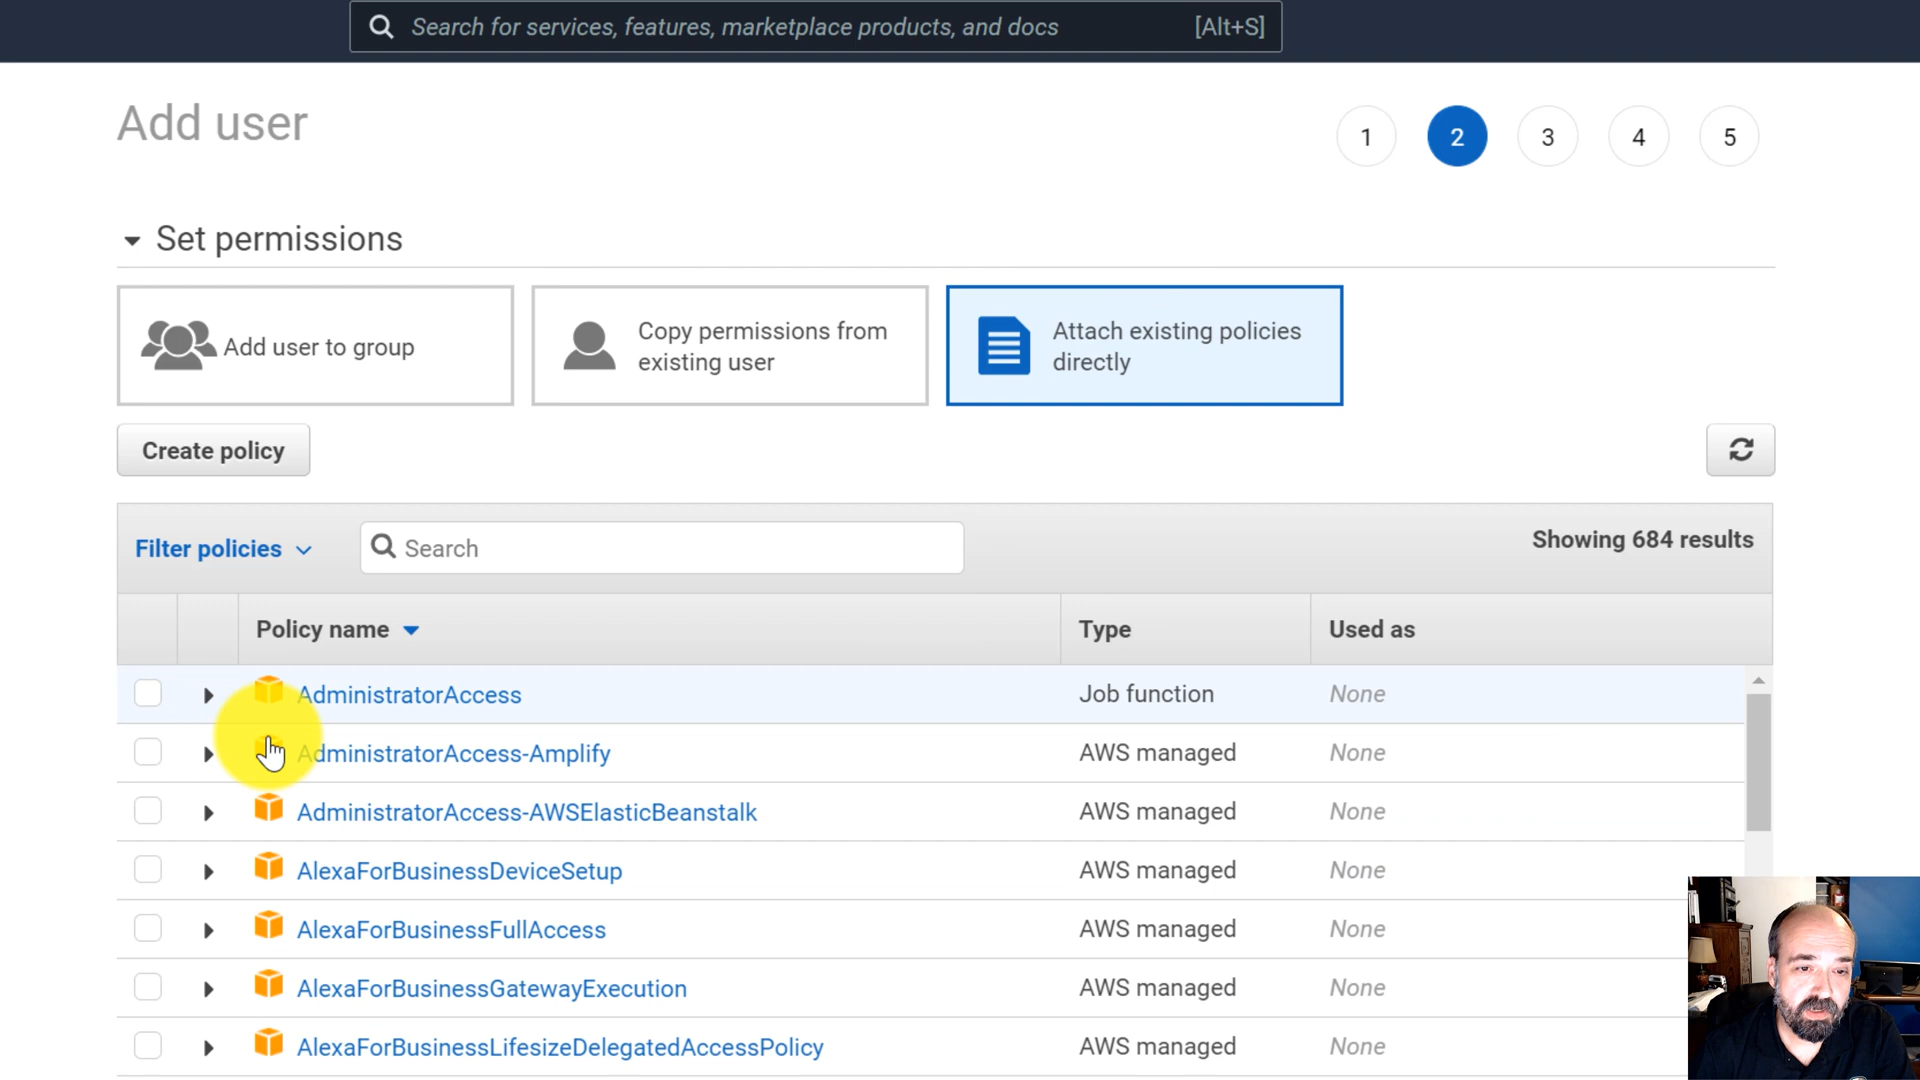 Search for services, features, marketplace products, and docs [Alt+S]
Add user
1 2 3 4 5
Set permissions
Add user to group
Copy permissions from
existing user
Attach existing policies
directly
Create policy
Filter policies
Search
Showing 684 results
Policy name Type Used as
AdministratorAccess Job function None
AdministratorAccess-Amplify AWS managed None
AdministratorAccess-AWSElasticBeanstalk AWS managed None
AlexaForBusinessDeviceSetup AWS managed None
AlexaForBusinessFullAccess AWS managed None
AlexaForBusinessGatewayExecution AWS managed None
AlexaForBusinessLifesizeDelegatedAccessPolicy AWS managed None